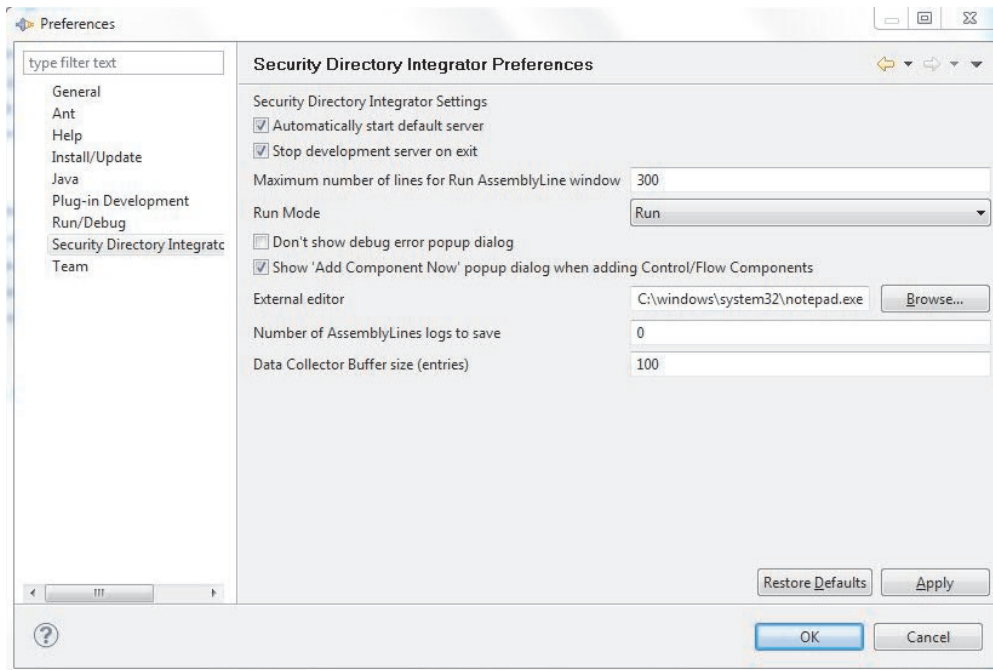 Preferences
type filter text
General
Ant
Help
Install/Update
Java
Plug-in Development
Run/Debug
Security Directory Integratc
Team
Security Directory Integrator Preferences
Security Directory Integrator Settings
Automatically start default server
Stop development server on exit
Maximum number of lines for Run AssemblyLine window 300
Run Mode Run
Don't show debug error popup dialog
Show 'Add Component Now' popup dialog when adding Control/Flow Components
External editor C:\windows\system32\notepad.exe Browse...
Number of AssemblyLines logs to save 0
Data Collector Buffer size (entries) 100
Restore Defaults Apply
? OK Cancel